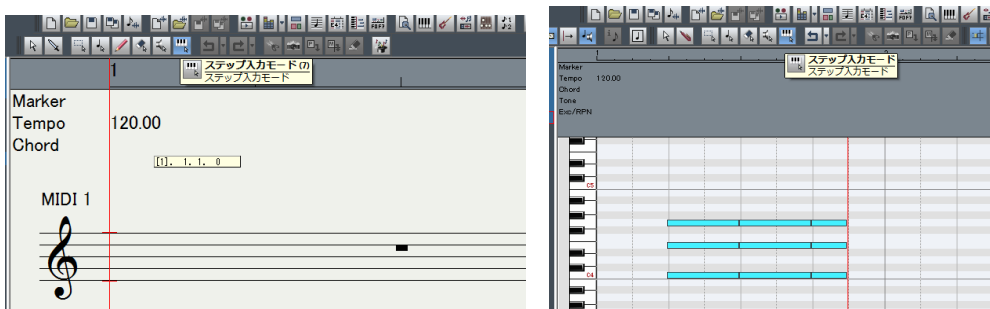 ステップ入力モード (7)
ステップ入力モード
1
Marker
Tempo 120.00
Chord
[1]. 1. 1. 0
MIDI 1
ステップ入力モード
ステップ入力モード
1
Marker
Tempo 120.00
Chord
Tone
Exc/RPN
C5
C4